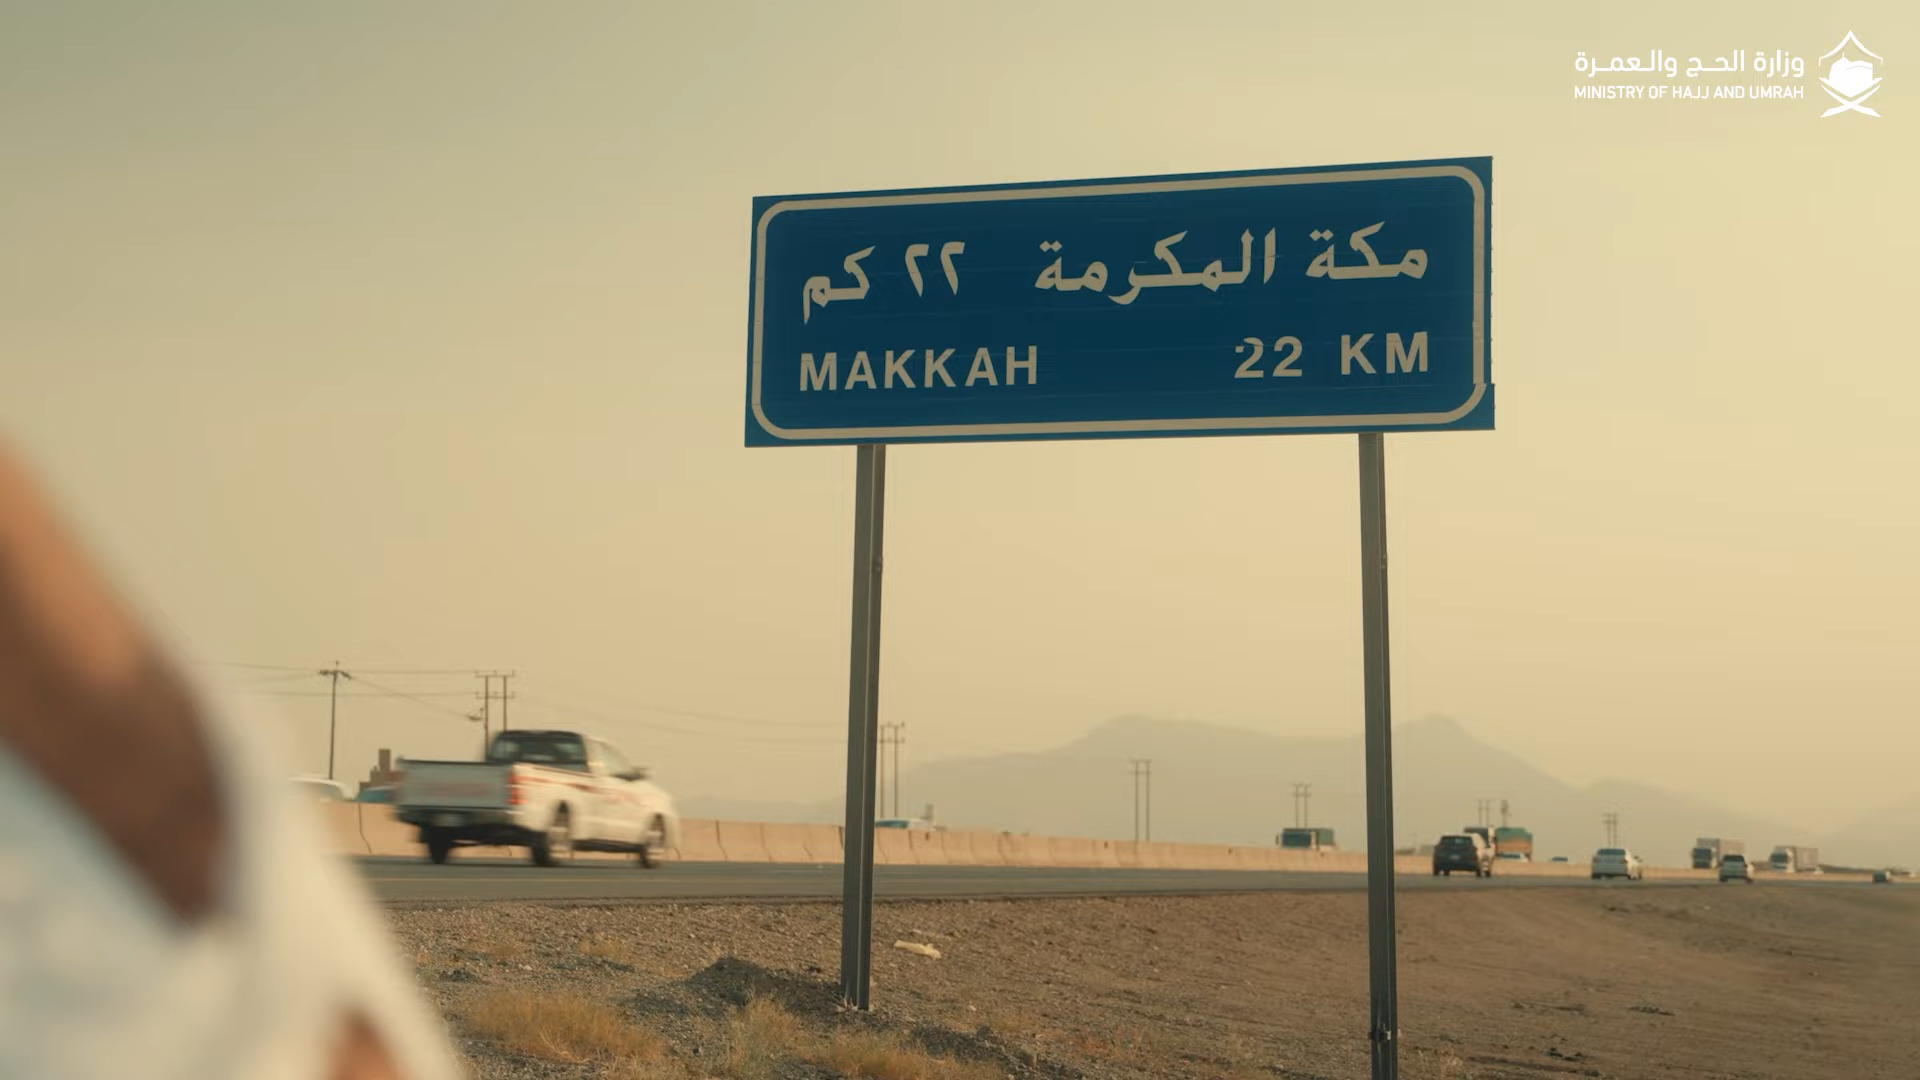 وزارة الحج والعمرة
MINISTRY OF HAJJ AND UMRAH
مكة المكرمة ٢٢ كم
MAKKAH 22 KM